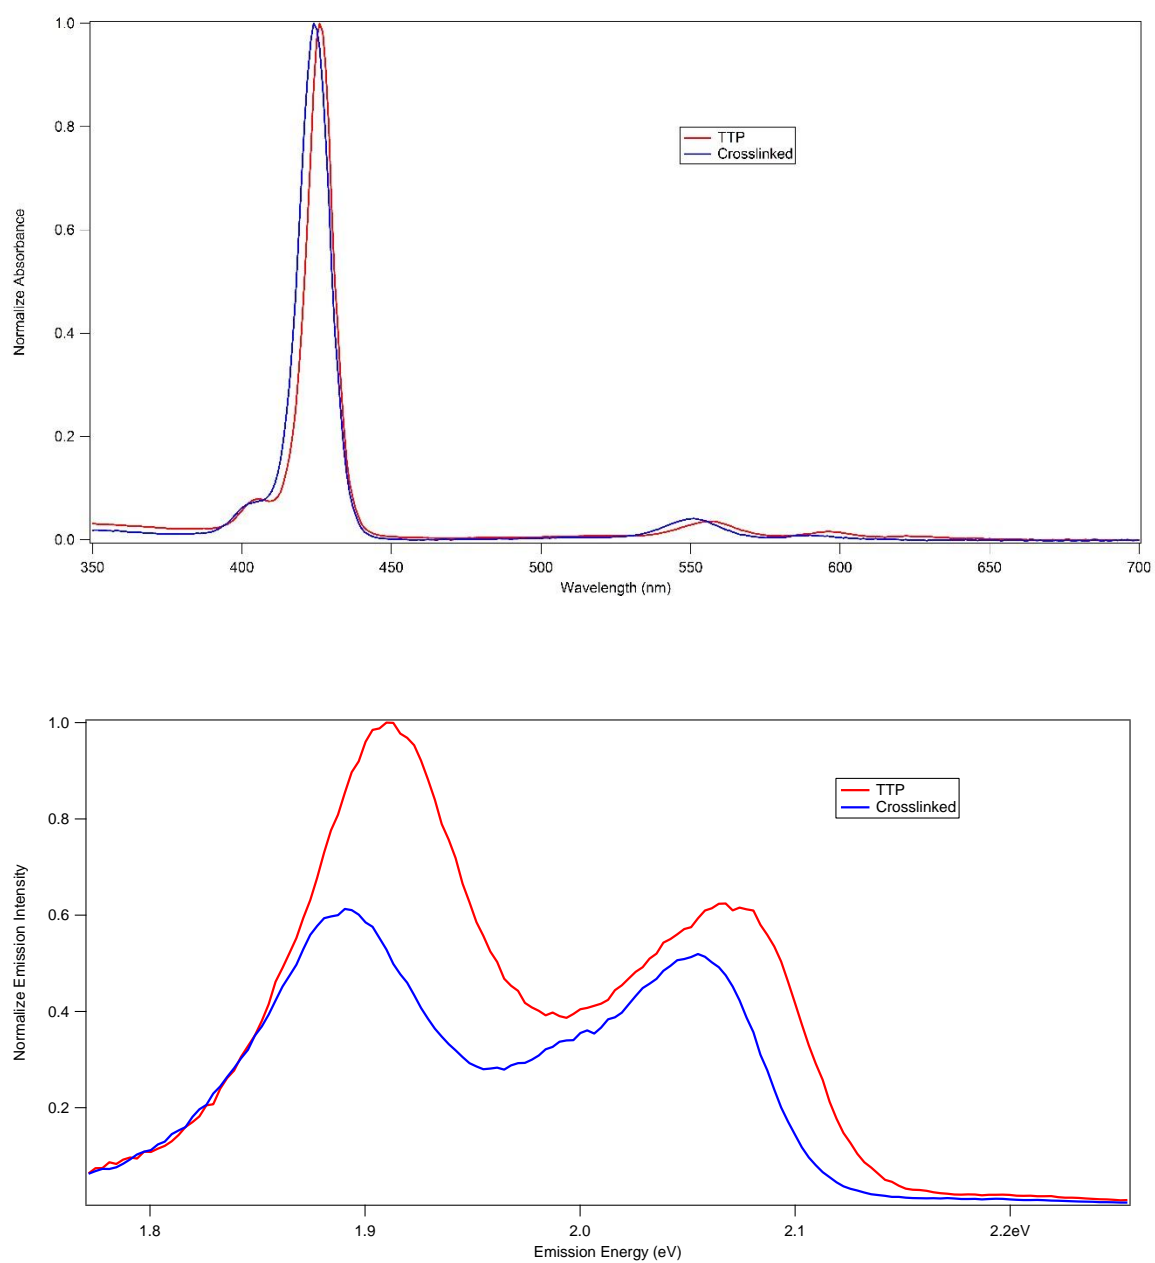 1.0
0.8
0.6
0.4
0.2
0.0
Normalize Absorbance
TTP
Crosslinked
350 400 450 500 550 600 650 700
Wavelength (nm)
1.0
0.8
0.6
0.4
0.2
Normalize Emission Intensity
TTP
Crosslinked
1.8 1.9 2.0 2.1 2.2eV
Emission Energy (eV)